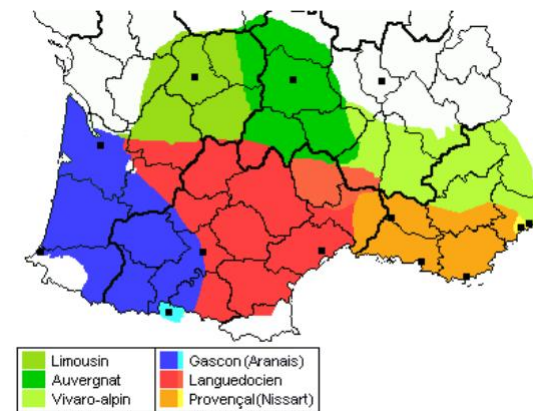 Limousin
Auvergnat
Vivaro-alpin
Gascon (Aranais)
Languedocien
Provençal(Nissart)